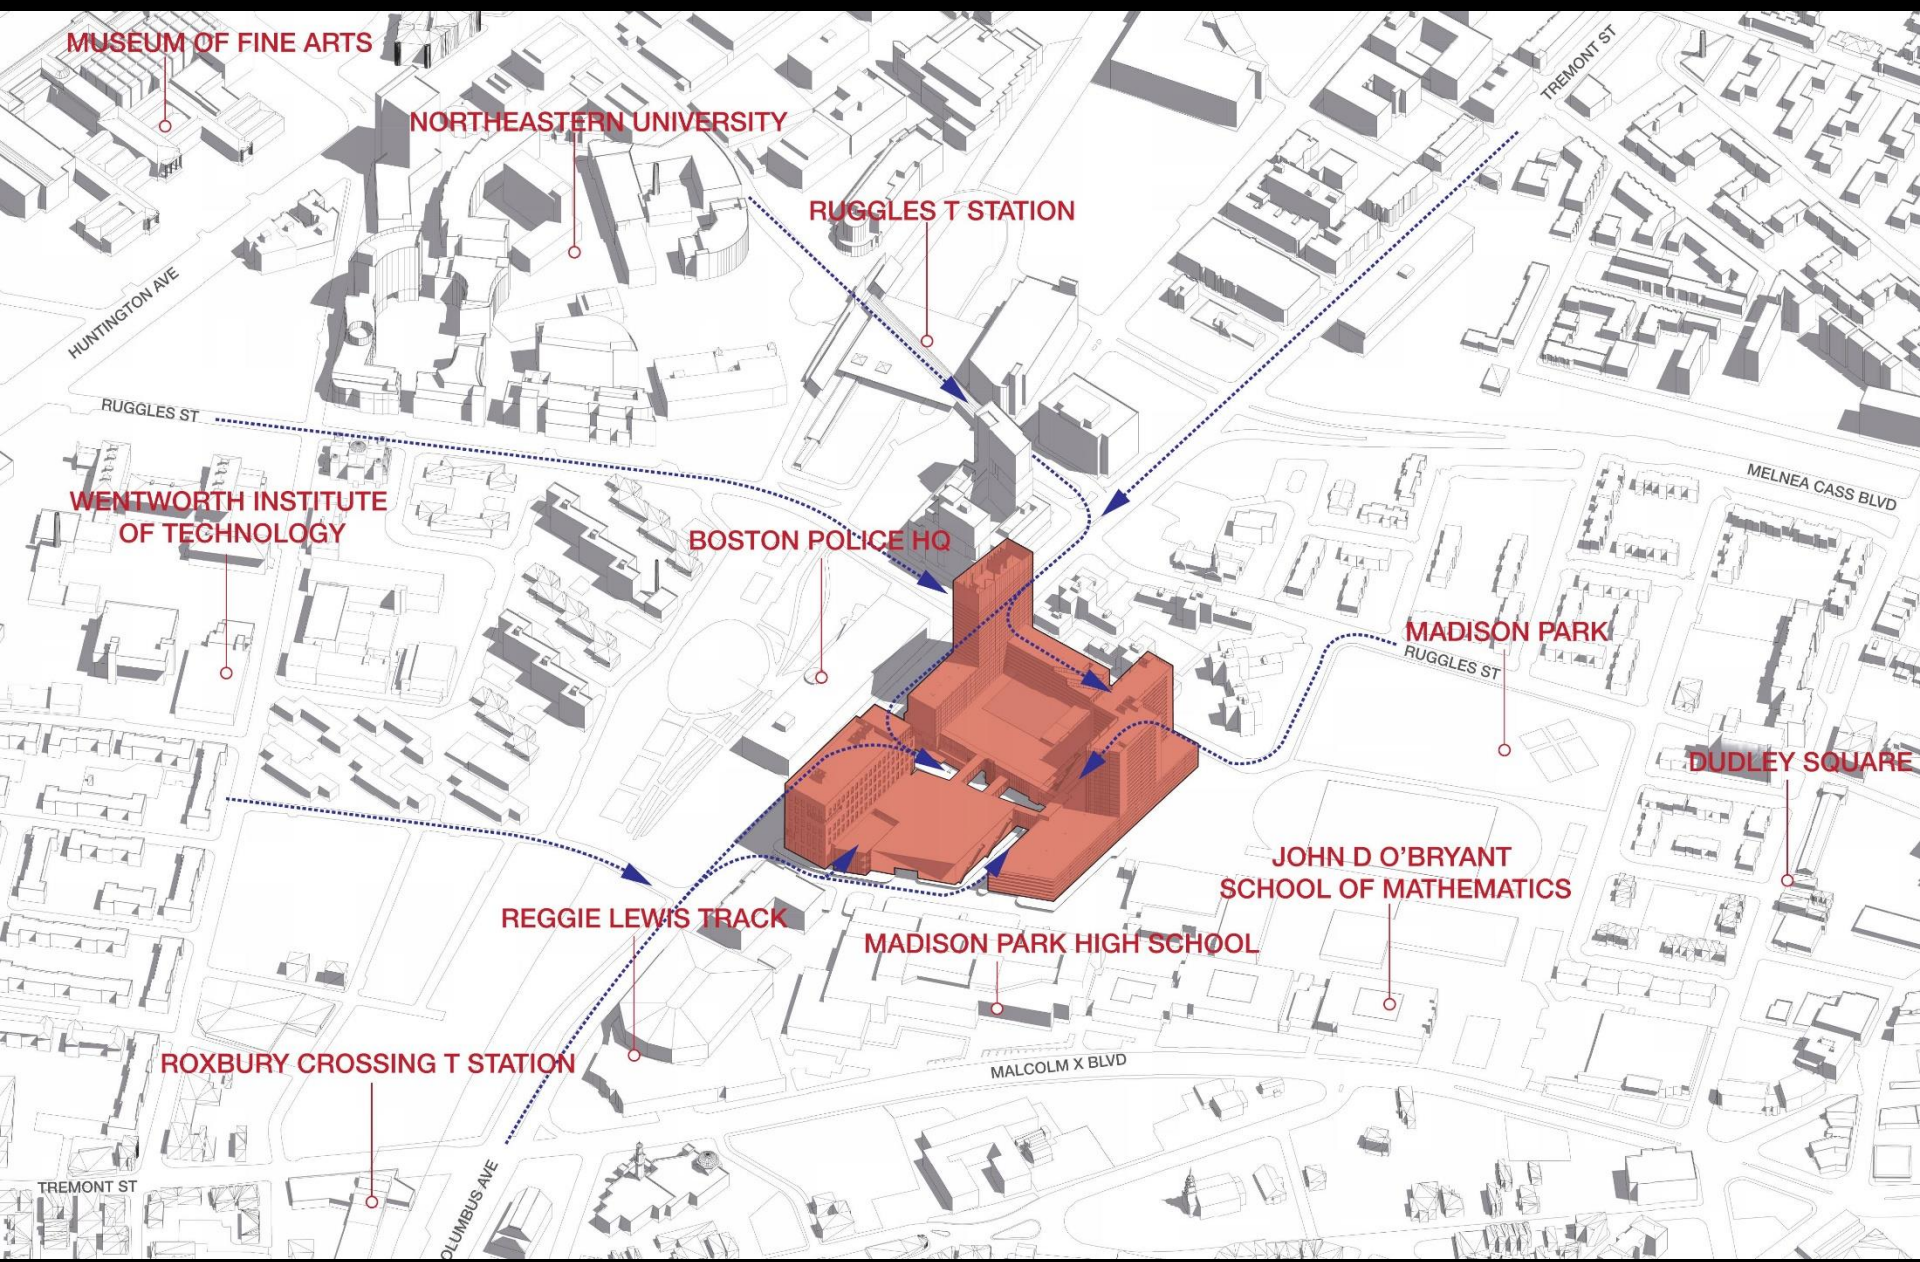 MUSEUM OF FINE ARTS
NORTHEASTERN UNIVERSITY
TREMONT ST
RUGGLES T STATION
HUNTINGTON AVE
RUGGLES ST
MELNEA CASS BLVD
WENTWORTH INSTITUTE
OF TECHNOLOGY
BOSTON POLICE HQ
MADISON PARK
RUGGLES ST
DUDLEY SQUARE
JOHN D O'BRYANT
SCHOOL OF MATHEMATICS
REGGIE LEWIS TRACK
MADISON PARK HIGH SCHOOL
ROXBURY CROSSING T STATION
MALCOLM X BLVD
TREMONT ST
OLUMBUS AVE